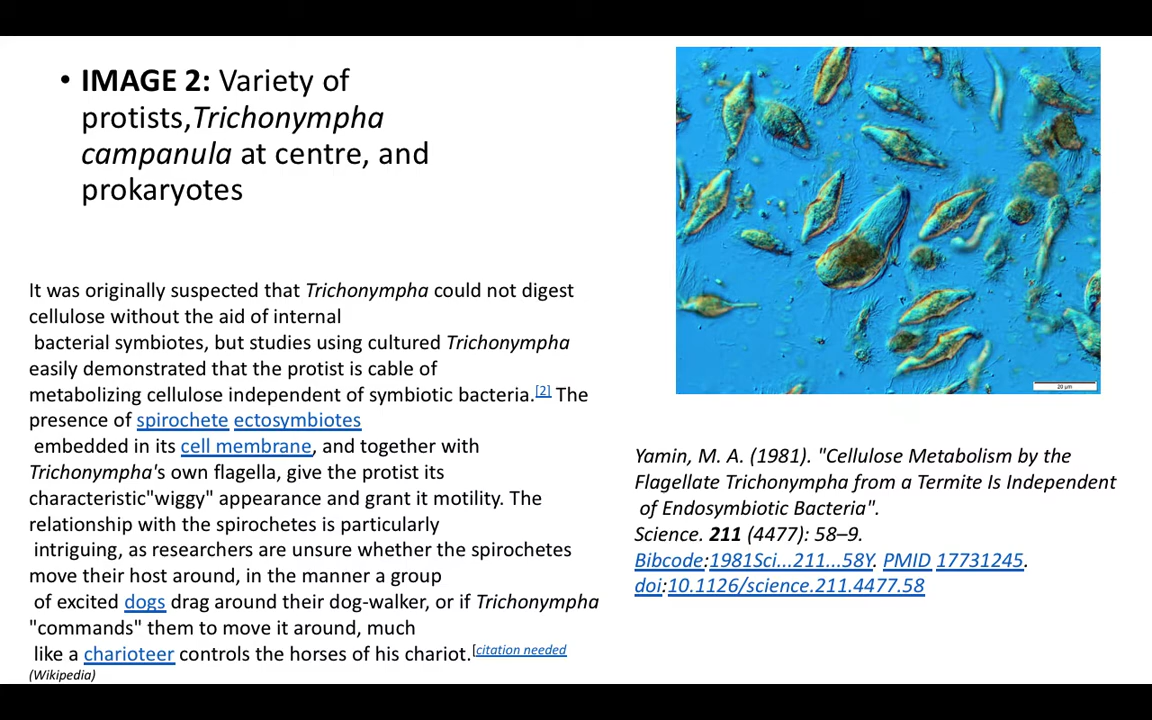 • IMAGE 2: Variety of
protists,Trichonympha
campanula at centre, and
prokaryotes
It was originally suspected that Trichonympha could not digest
cellulose without the aid of internal
bacterial symbiotes, but studies using cultured Trichonympha
easily demonstrated that the protist is cable of
metabolizing cellulose independent of symbiotic bacteria.[2] The
presence of spirochete ectosymbiotes
embedded in its cell membrane, and together with
Trichonympha's own flagella, give the protist its
characteristic"wiggy" appearance and grant it motility. The
relationship with the spirochetes is particularly
intriguing, as researchers are unsure whether the spirochetes
move their host around, in the manner a group
of excited dogs drag around their dog-walker, or if Trichonympha
"commands" them to move it around, much
like a charioteer controls the horses of his chariot.[citation needed
(Wikipedia)
20 µm
Yamin, M. A. (1981). "Cellulose Metabolism by the
Flagellate Trichonympha from a Termite Is Independent
of Endosymbiotic Bacteria".
Science. 211 (4477): 58–9.
Bibcode:1981Sci...211...58Y. PMID 17731245.
doi:10.1126/science.211.4477.58